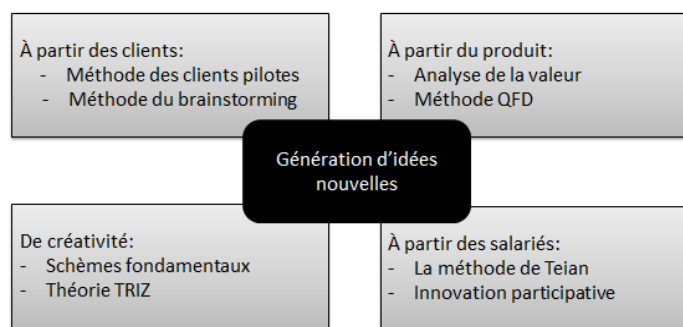 À partir des clients:
- Méthode des clients pilotes
- Méthode du brainstorming
À partir du produit:
- Analyse de la valeur
- Méthode QFD
Génération d'idées
nouvelles
De créativité:
- Schèmes fondamentaux
- Théorie TRIZ
À partir des salariés:
- La méthode de Teian
- Innovation participative